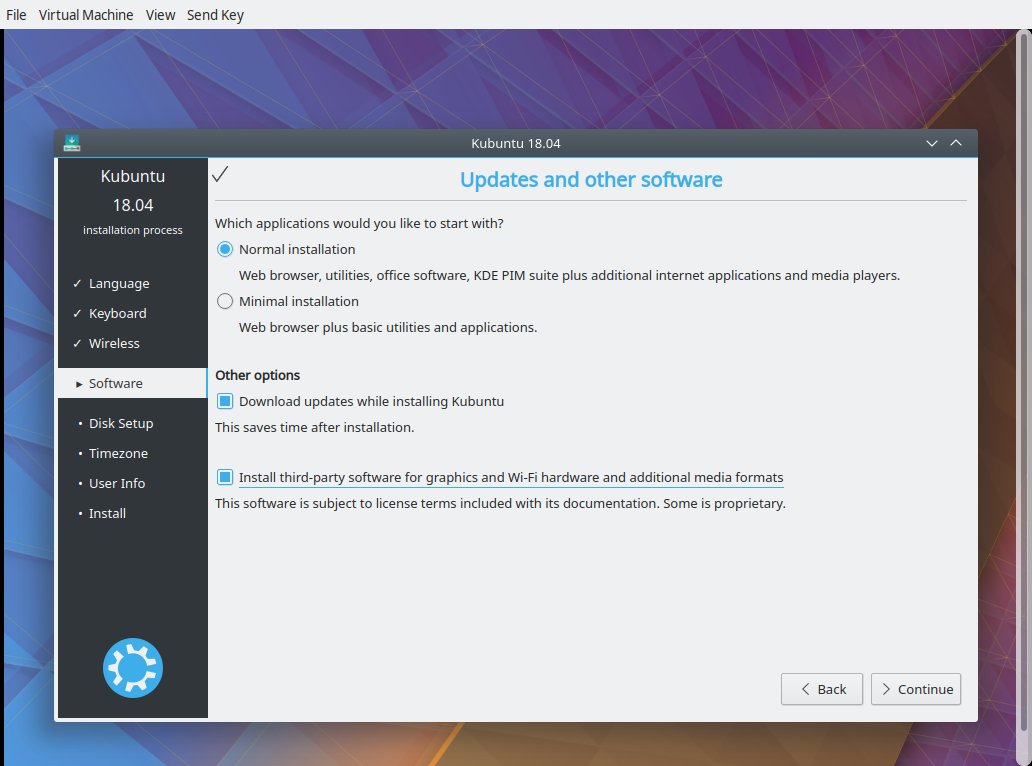 File Virtual Machine View Send Key
Kubuntu 18.04
Kubuntu
18.04
installation process
✓ Language
✓ Keyboard
✓ Wireless
▸ Software
• Disk Setup
• Timezone
• User Info
• Install
Updates and other software
Which applications would you like to start with?
Normal installation
Web browser, utilities, office software, KDE PIM suite plus additional internet applications and media players.
Minimal installation
Web browser plus basic utilities and applications.
Other options
Download updates while installing Kubuntu
This saves time after installation.
Install third-party software for graphics and Wi-Fi hardware and additional media formats
This software is subject to license terms included with its documentation. Some is proprietary.
Back Continue